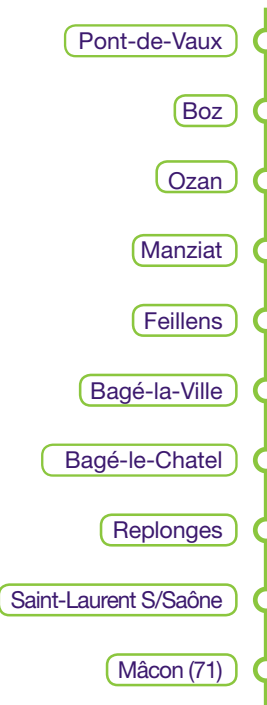 Pont-de-Vaux
Boz
Ozan
Manziat
Feillens
Bagé-la-Ville
Bagé-le-Chatel
Replonges
Saint-Laurent S/Saône
Mâcon (71)